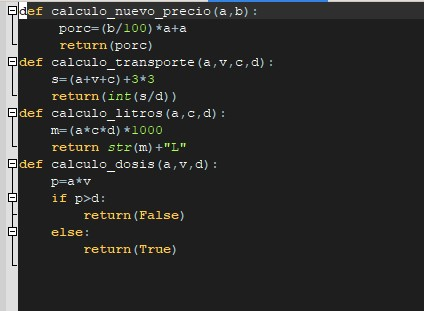 def calculo_nuevo_precio(a,b):
porc=(b/100)*a+a
return(porc)
def calculo_transporte(a,v,c,d):
s=(a+v+c)+3*3
return(int(s/d))
def calculo_litros(a,c,d):
m=(a*c*d)*1000
return str(m)+"L"
def calculo_dosis(a,v,d):
p=a*v
if p>d:
return(False)
else:
return(True)